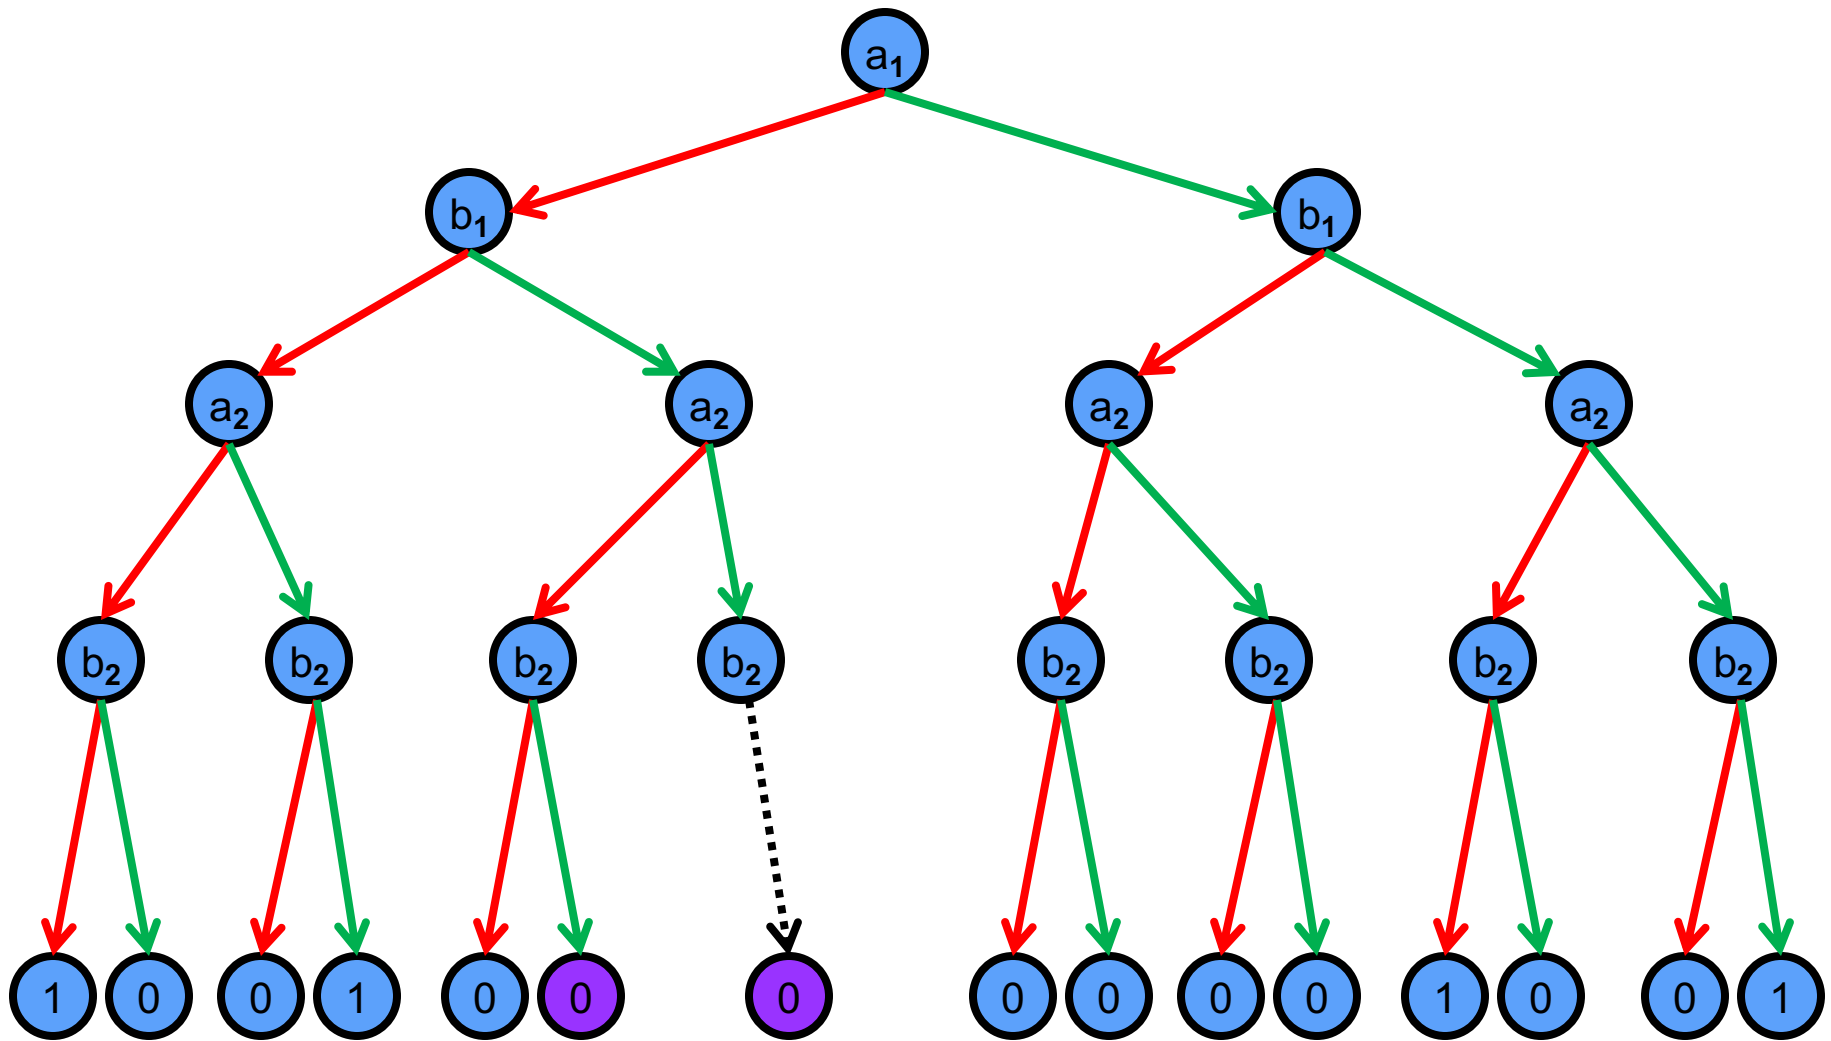 a₁
b₁ b₁
a₂ a₂ a₂ a₂
b₂ b₂ b₂ b₂ b₂ b₂ b₂ b₂
1 0 0 1 0 0 0 0 0 0 0 1 0 0 1